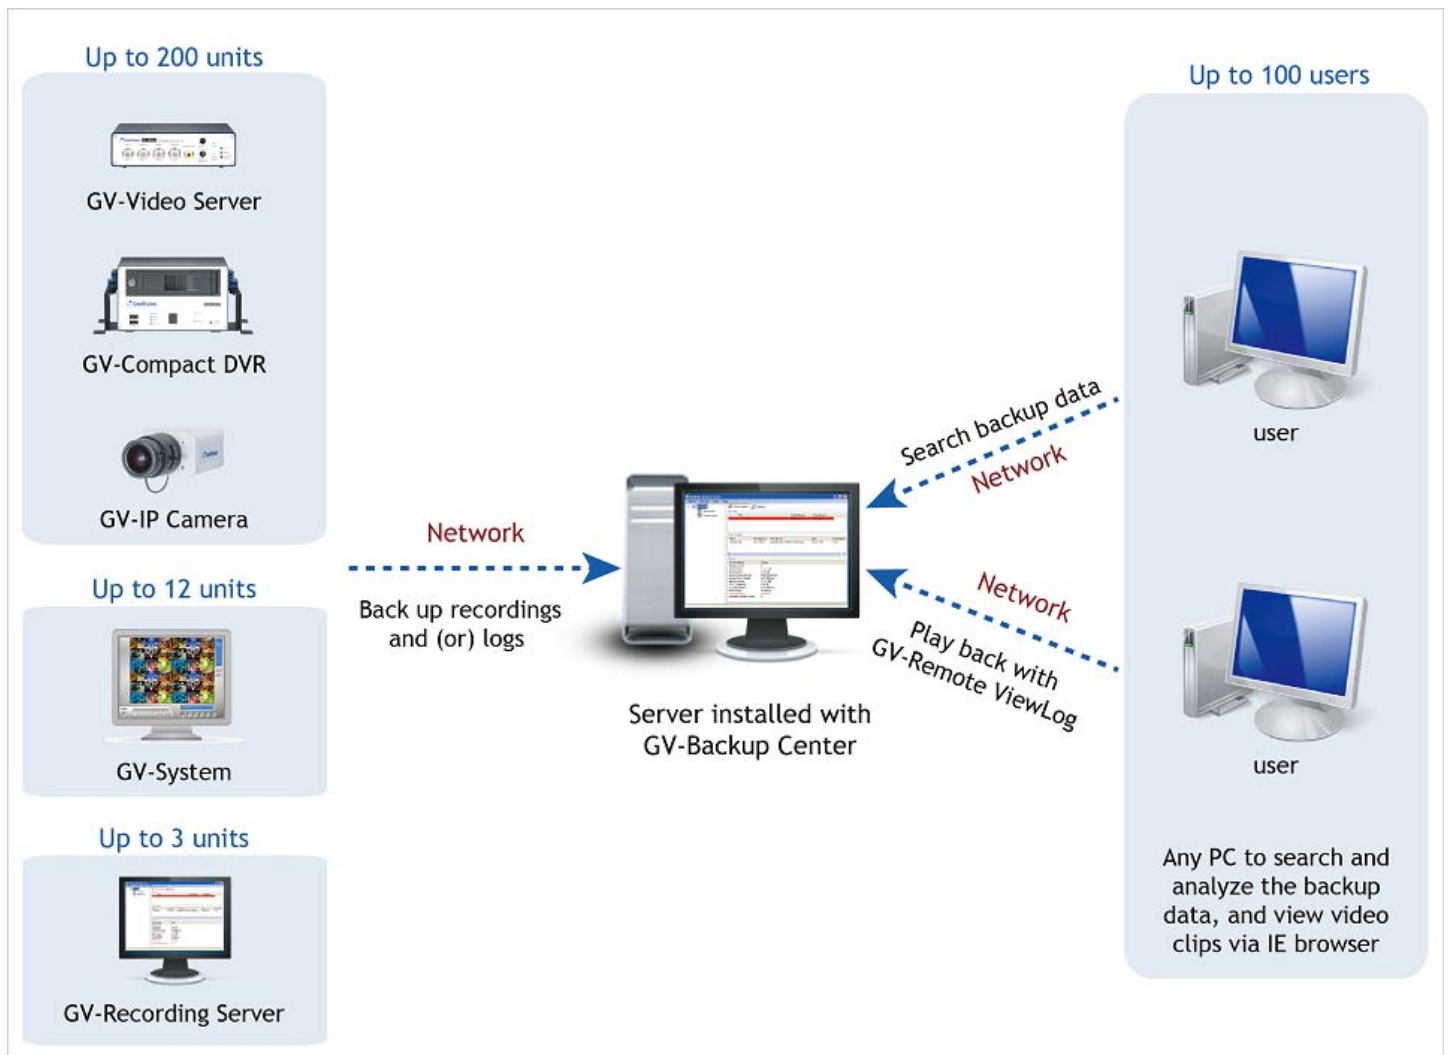 Up to 200 units
GV-Video Server
GV-Compact DVR
GV-IP Camera
Up to 12 units
GV-System
Up to 3 units
GV-Recording Server
Network
Back up recordings
and (or) logs
Server installed with
GV-Backup Center
Search backup data
Network
Network
Play back with
GV-Remote ViewLog
Up to 100 users
user
user
Any PC to search and
analyze the backup
data, and view video
clips via IE browser